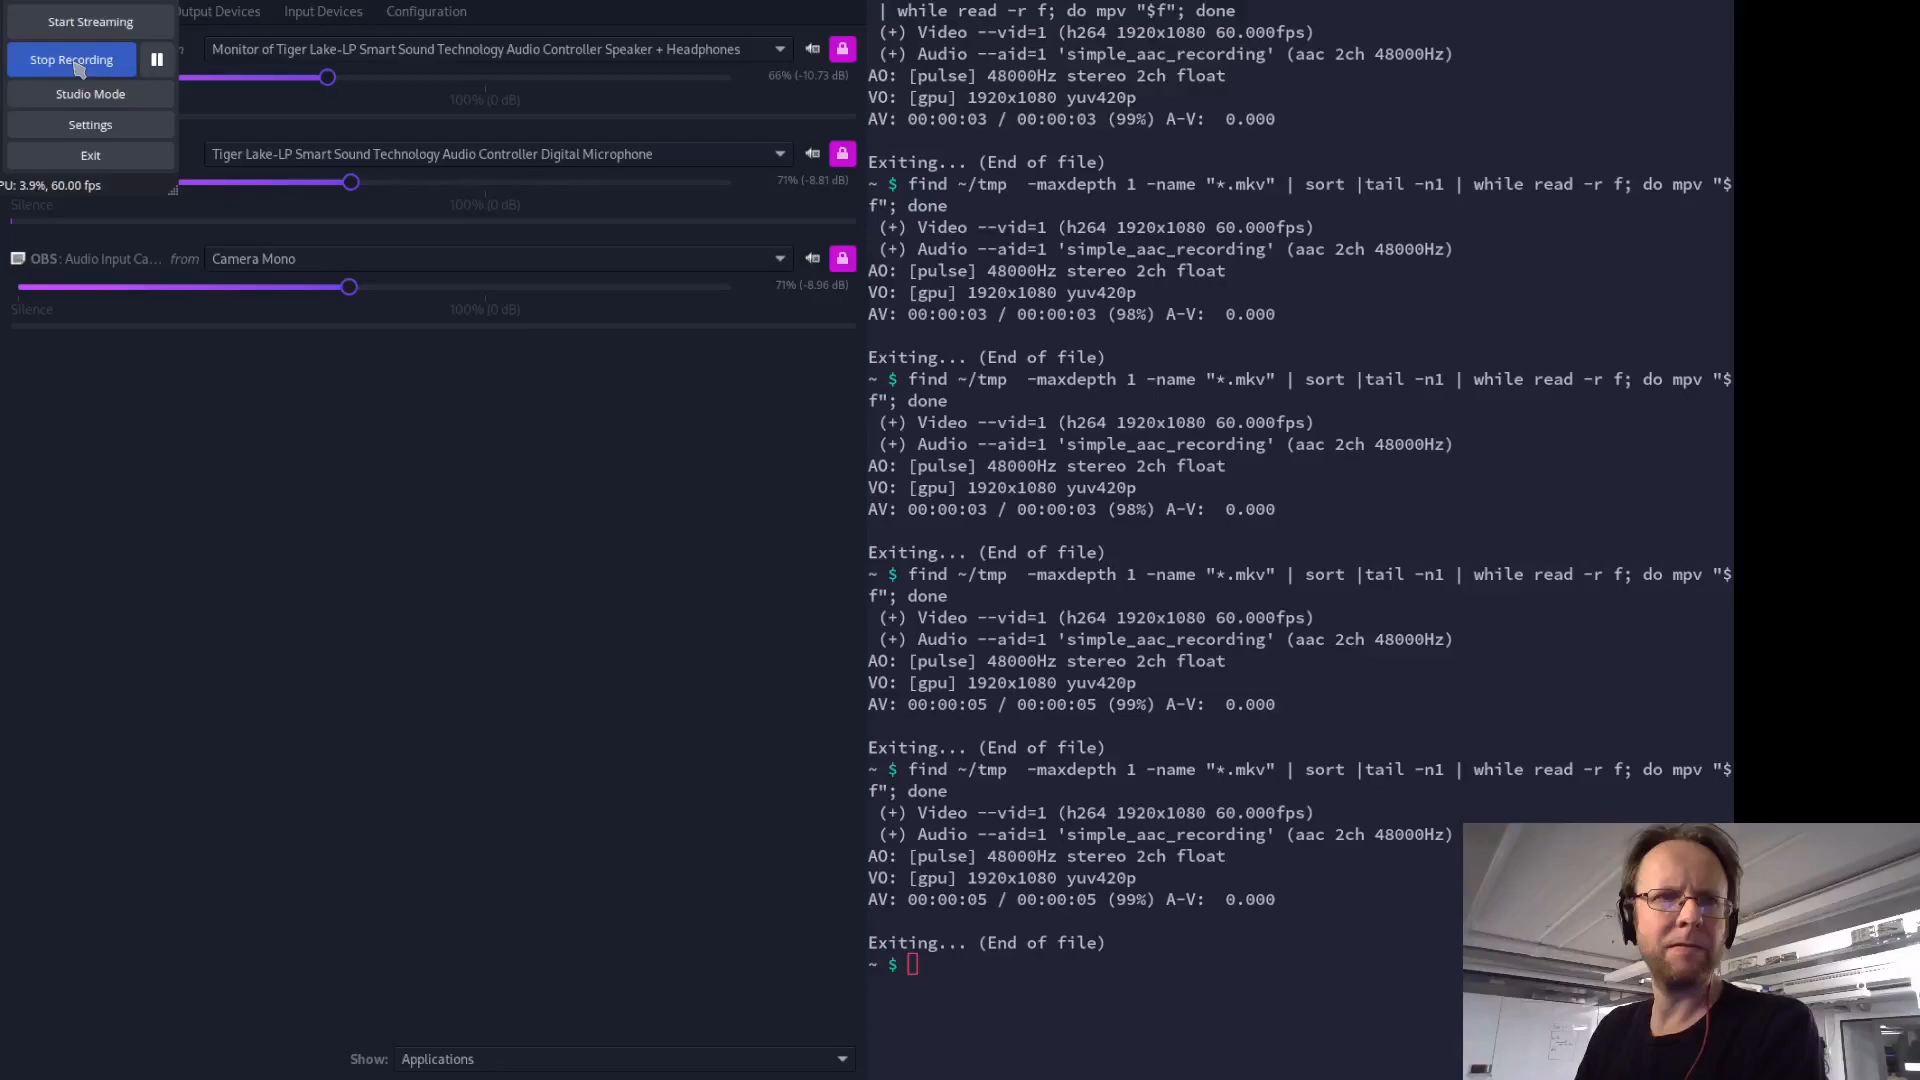 Start Streaming
Stop Recording
Studio Mode
Settings
Exit
PU: 3.9%, 60.00 fps
utput Devices
Input Devices
Configuration
n
Monitor of Tiger Lake-LP Smart Sound Technology Audio Controller Speaker + Headphones
66% (-10.73 dB)
100% (0 dB)
Tiger Lake-LP Smart Sound Technology Audio Controller Digital Microphone
71% (-8.81 dB)
Silence
100% (0 dB)
OBS: Audio Input Ca... from
Camera Mono
71% (-8.96 dB)
Silence
100% (0 dB)
Show:
Applications
| while read -r f; do mpv "$f"; done
(+) Video --vid=1 (h264 1920x1080 60.000fps)
(+) Audio --aid=1 'simple_aac_recording' (aac 2ch 48000Hz)
AO: [pulse] 48000Hz stereo 2ch float
VO: [gpu] 1920x1080 yuv420p
AV: 00:00:03 / 00:00:03 (99%) A-V:  0.000
Exiting... (End of file)
~ $ find ~/tmp  -maxdepth 1 -name "*.mkv" | sort |tail -n1 | while read -r f; do mpv "$
f"; done
(+) Video --vid=1 (h264 1920x1080 60.000fps)
(+) Audio --aid=1 'simple_aac_recording' (aac 2ch 48000Hz)
AO: [pulse] 48000Hz stereo 2ch float
VO: [gpu] 1920x1080 yuv420p
AV: 00:00:03 / 00:00:03 (98%) A-V:  0.000
Exiting... (End of file)
~ $ find ~/tmp  -maxdepth 1 -name "*.mkv" | sort |tail -n1 | while read -r f; do mpv "$
f"; done
(+) Video --vid=1 (h264 1920x1080 60.000fps)
(+) Audio --aid=1 'simple_aac_recording' (aac 2ch 48000Hz)
AO: [pulse] 48000Hz stereo 2ch float
VO: [gpu] 1920x1080 yuv420p
AV: 00:00:03 / 00:00:03 (98%) A-V:  0.000
Exiting... (End of file)
~ $ find ~/tmp  -maxdepth 1 -name "*.mkv" | sort |tail -n1 | while read -r f; do mpv "$
f"; done
(+) Video --vid=1 (h264 1920x1080 60.000fps)
(+) Audio --aid=1 'simple_aac_recording' (aac 2ch 48000Hz)
AO: [pulse] 48000Hz stereo 2ch float
VO: [gpu] 1920x1080 yuv420p
AV: 00:00:05 / 00:00:05 (99%) A-V:  0.000
Exiting... (End of file)
~ $ find ~/tmp  -maxdepth 1 -name "*.mkv" | sort |tail -n1 | while read -r f; do mpv "$
f"; done
(+) Video --vid=1 (h264 1920x1080 60.000fps)
(+) Audio --aid=1 'simple_aac_recording' (aac 2ch 48000Hz)
AO: [pulse] 48000Hz stereo 2ch float
VO: [gpu] 1920x1080 yuv420p
AV: 00:00:05 / 00:00:05 (99%) A-V:  0.000
Exiting... (End of file)
~ $